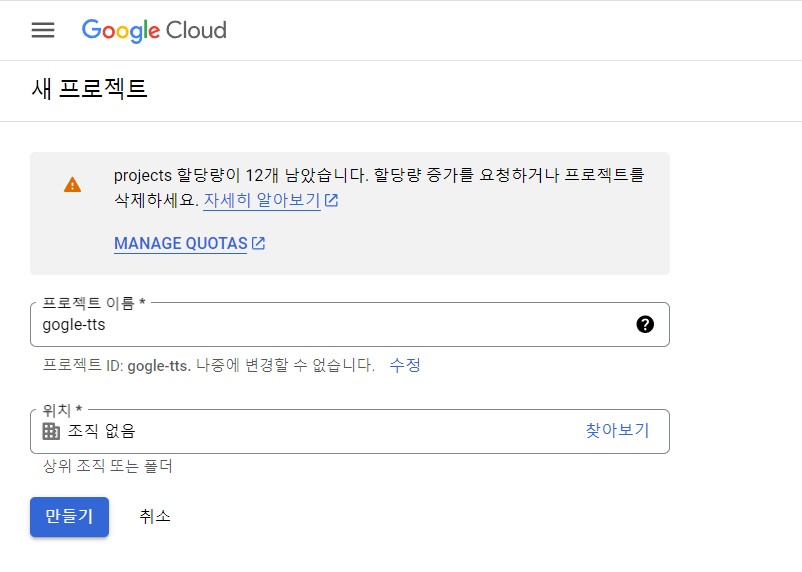 Google Cloud
새 프로젝트
projects 할당량이 12개 남았습니다. 할당량 증가를 요청하거나 프로젝트를
삭제하세요. 자세히 알아보기
MANAGE QUOTAS
프로젝트 이름 *
gogle-tts
프로젝트 ID: gogle-tts. 나중에 변경할 수 없습니다. 수정
위치 *
조직 없음 찾아보기
상위 조직 또는 폴더
만들기 취소